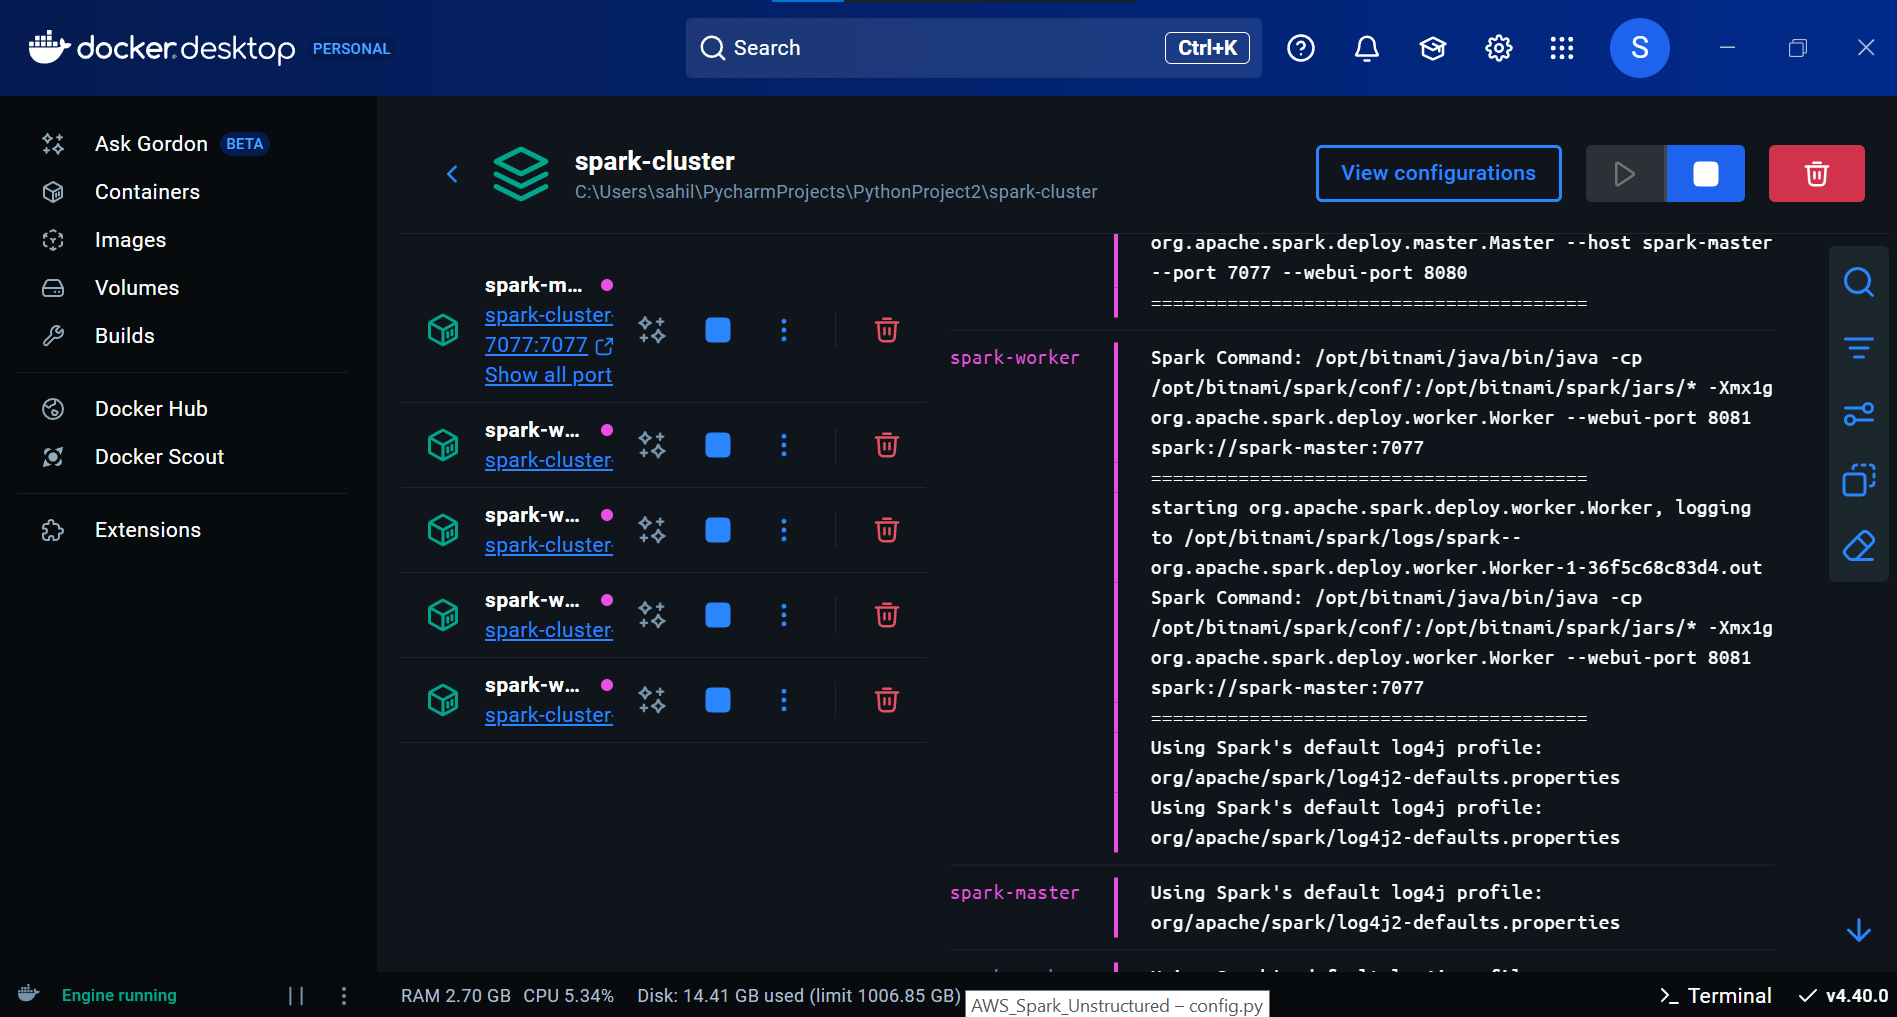 docker desktop PERSONAL
Search
Ctrl+K
S
Ask Gordon BETA
Containers
Images
Volumes
Builds
Docker Hub
Docker Scout
Extensions
spark-cluster
C:\Users\sahil\PycharmProjects\PythonProject2\spark-cluster
View configurations
spark-m...
spark-cluster-
7077:7077
Show all port
spark-w...
spark-cluster-
spark-w...
spark-cluster-
spark-w...
spark-cluster-
spark-w...
spark-cluster-
org.apache.spark.deploy.master.Master --host spark-master
--port 7077 --webui-port 8080
========================================
spark-worker
Spark Command: /opt/bitnami/java/bin/java -cp
/opt/bitnami/spark/conf/:/opt/bitnami/spark/jars/* -Xmx1g
org.apache.spark.deploy.worker.Worker --webui-port 8081
spark://spark-master:7077
========================================
starting org.apache.spark.deploy.worker.Worker, logging
to /opt/bitnami/spark/logs/spark--
org.apache.spark.deploy.worker.Worker-1-36f5c68c83d4.out
Spark Command: /opt/bitnami/java/bin/java -cp
/opt/bitnami/spark/conf/:/opt/bitnami/spark/jars/* -Xmx1g
org.apache.spark.deploy.worker.Worker --webui-port 8081
spark://spark-master:7077
========================================
Using Spark's default log4j profile:
org/apache/spark/log4j2-defaults.properties
Using Spark's default log4j profile:
org/apache/spark/log4j2-defaults.properties
spark-master
Using Spark's default log4j profile:
org/apache/spark/log4j2-defaults.properties
Engine running
RAM 2.70 GB CPU 5.34% Disk: 14.41 GB used (limit 1006.85 GB)
AWS_Spark_Unstructured – config.py
>_ Terminal
v4.40.0